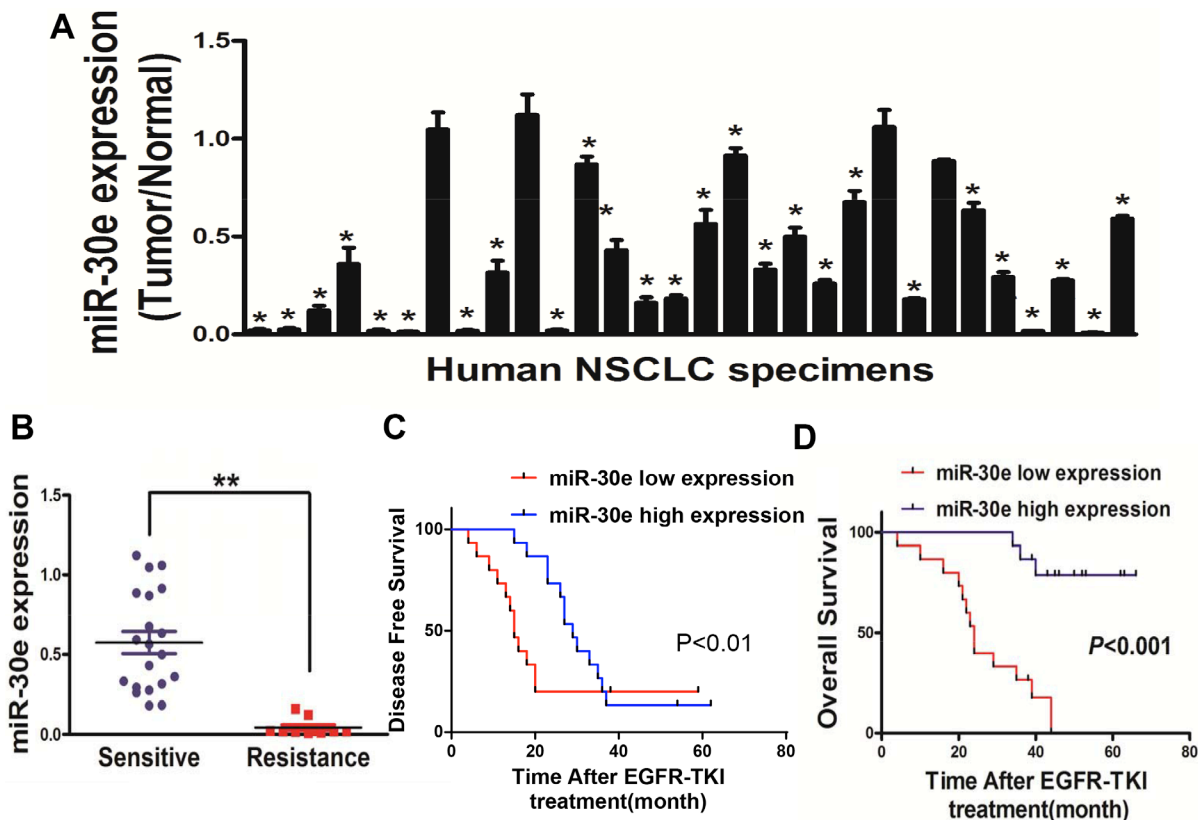 A
miR-30e expression
(Tumor/Normal)
1.5
1.0
0.5
0.0
* * * * * * * * * * * * * * * * * * * * * * * * *
Human NSCLC specimens
B
miR-30e expression
1.5
1.0
0.5
0.0
**
Sensitive Resistance
C
miR-30e low expression
miR-30e high expression
Disease Free Survival
100
50
0
P<0.01
0 20 40 60 80
Time After EGFR-TKI
treatment(month)
D
miR-30e low expression
miR-30e high expression
Overall Survival
100
50
0
P<0.001
0 20 40 60 80
Time After EGFR-TKI
treatment(month)